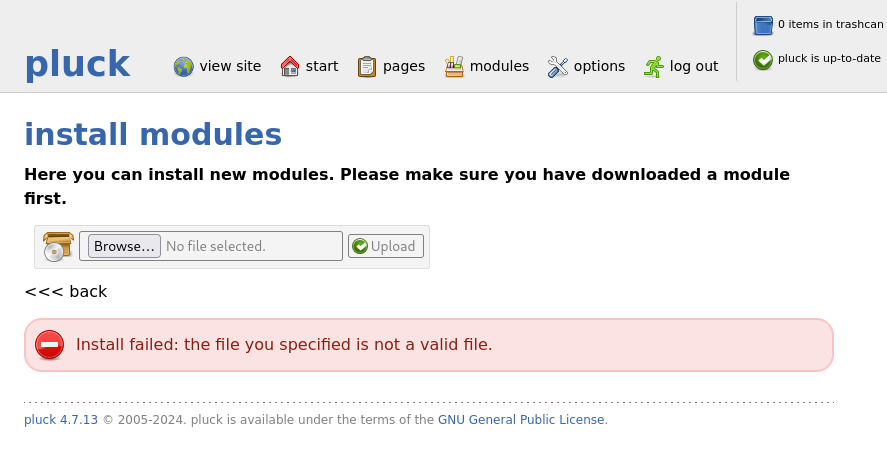 0 items in trashcan
pluck
view site
start
pages
modules
options
log out
pluck is up-to-date
install modules
Here you can install new modules. Please make sure you have downloaded a module
first.
Browse... No file selected. Upload
<<< back
Install failed: the file you specified is not a valid file.
pluck 4.7.13 © 2005-2024. pluck is available under the terms of the GNU General Public License.